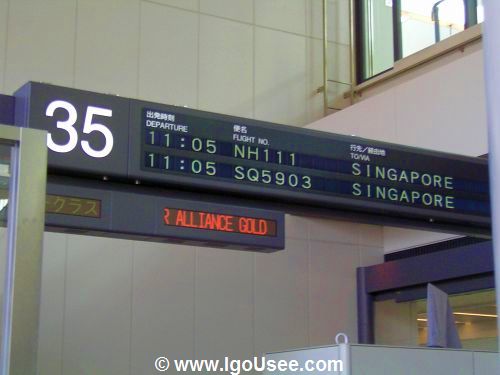 35
出発時刻 便名 行先／経由地
DEPARTURE FLIGHT NO. TO/VIA
11:05 NH111 SINGAPORE
11:05 SQ5903 SINGAPORE
クラス R ALLIANCE GOLD
© www.IgoUsee.com